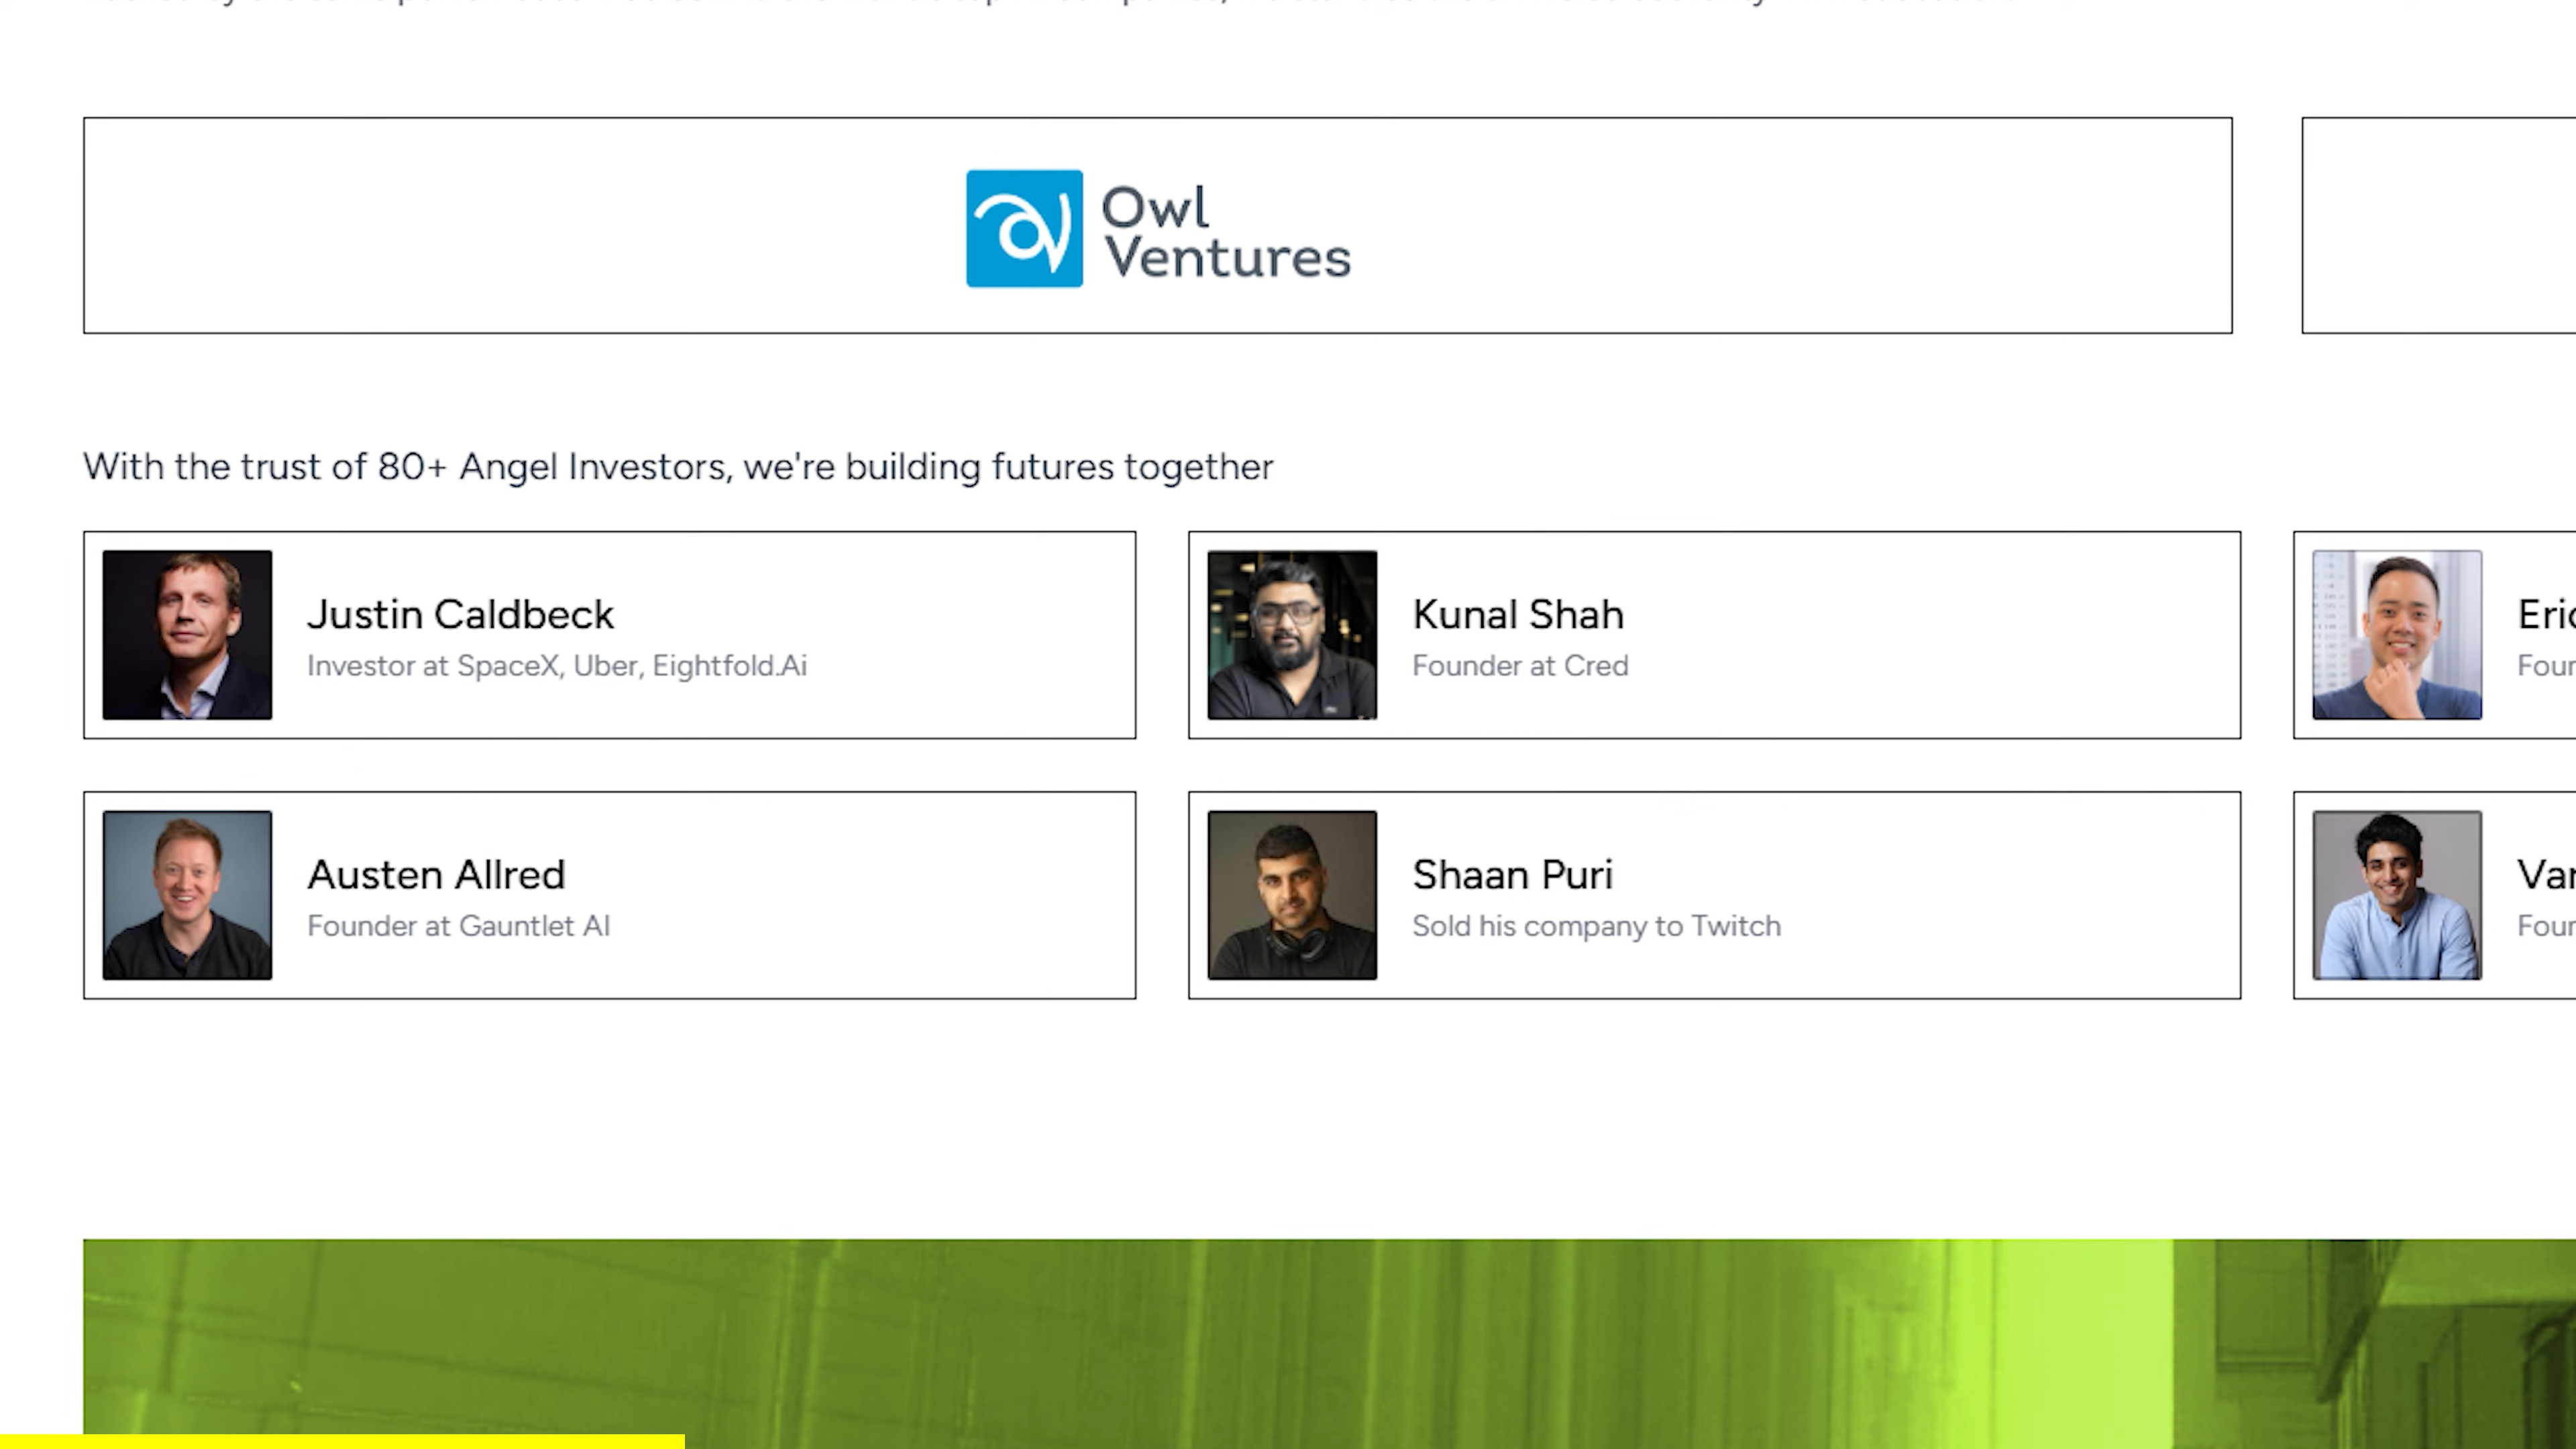 Owl
Ventures
With the trust of 80+ Angel Investors, we're building futures together
Justin Caldbeck
Investor at SpaceX, Uber, Eightfold.Ai
Kunal Shah
Founder at Cred
Austen Allred
Founder at Gauntlet AI
Shaan Puri
Sold his company to Twitch